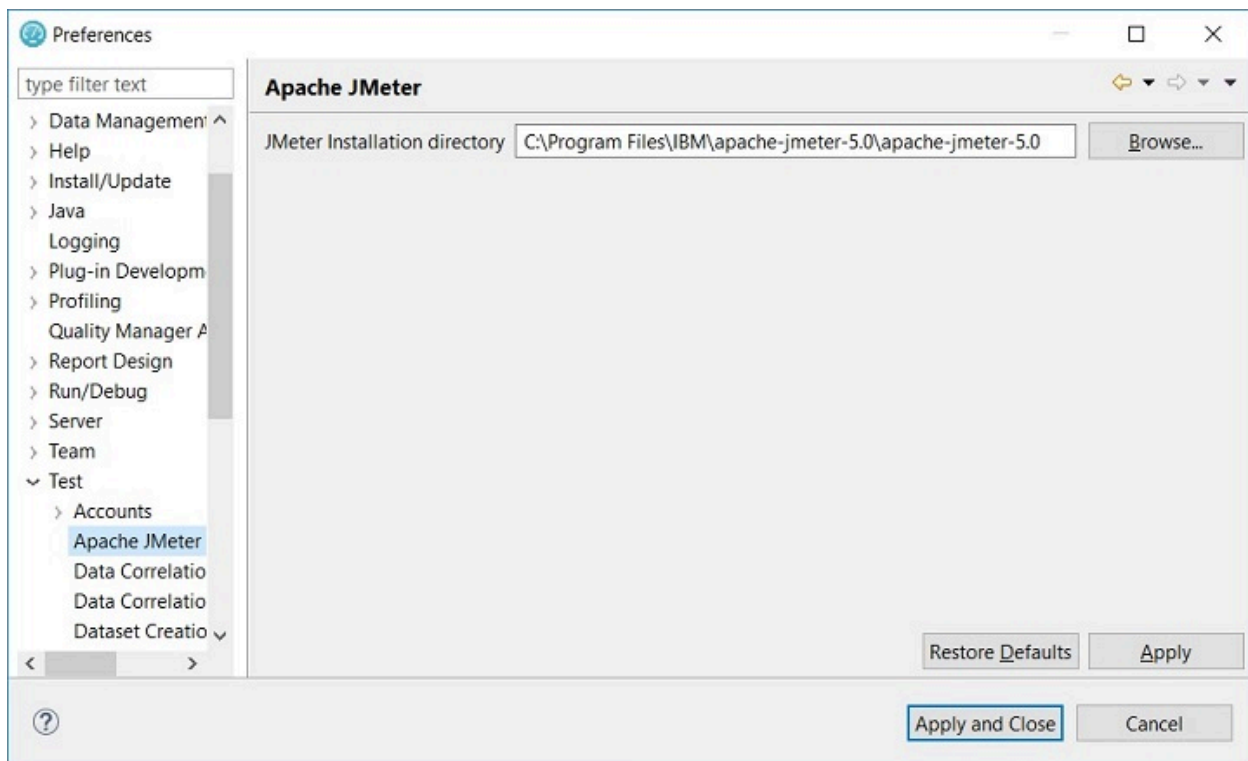 Preferences
type filter text
Data Management
Help
Install/Update
Java
Logging
Plug-in Developm
Profiling
Quality Manager A
Report Design
Run/Debug
Server
Team
Test
Accounts
Apache JMeter
Data Correlatio
Data Correlatio
Dataset Creatio
Apache JMeter
JMeter Installation directory C:\Program Files\IBM\apache-jmeter-5.0\apache-jmeter-5.0 Browse...
Restore Defaults Apply
? Apply and Close Cancel